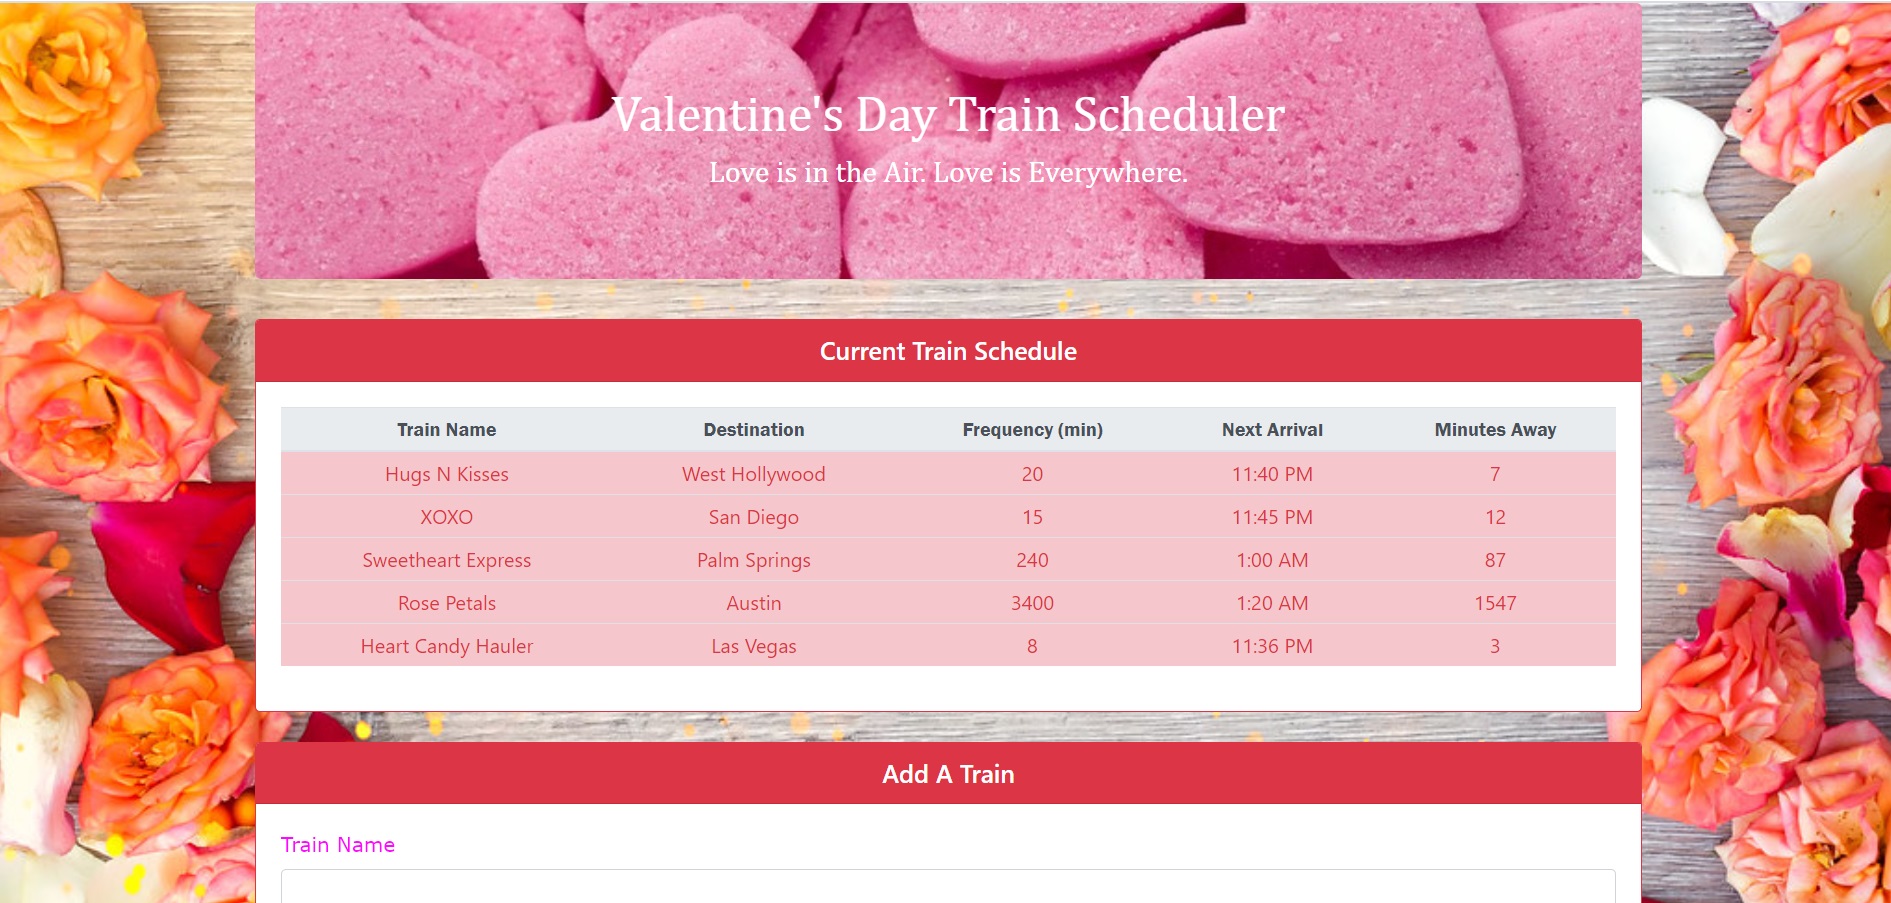 Valentine's Day Train Scheduler
Love is in the Air. Love is Everywhere.
Current Train Schedule
Train Name Destination Frequency (min) Next Arrival Minutes Away
Hugs N Kisses West Hollywood 20 11:40 PM 7
XOXO San Diego 15 11:45 PM 12
Sweetheart Express Palm Springs 240 1:00 AM 87
Rose Petals Austin 3400 1:20 AM 1547
Heart Candy Hauler Las Vegas 8 11:36 PM 3
Add A Train
Train Name